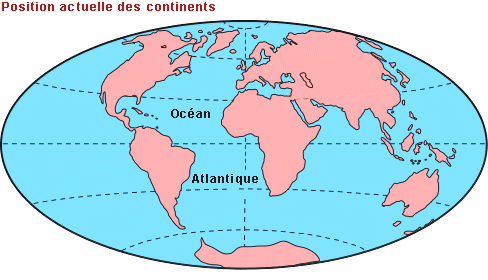 Position actuelle des continents
Océan
Atlantique